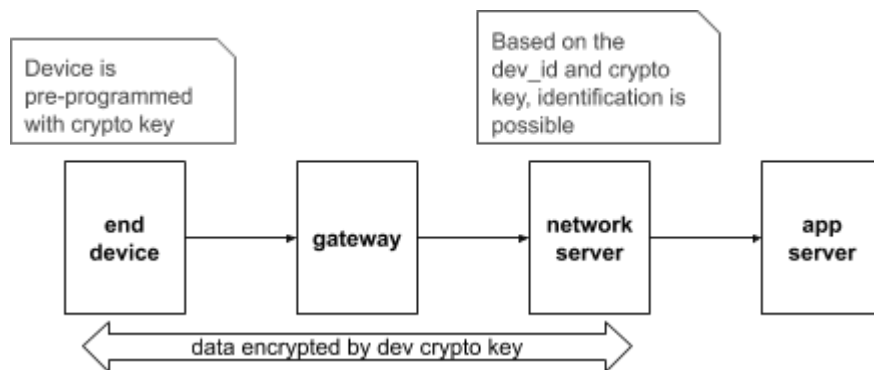 Device is
pre-programmed
with crypto key
Based on the
dev_id and crypto
key, identification is
possible
end
device
gateway
network
server
app
server
data encrypted by dev crypto key